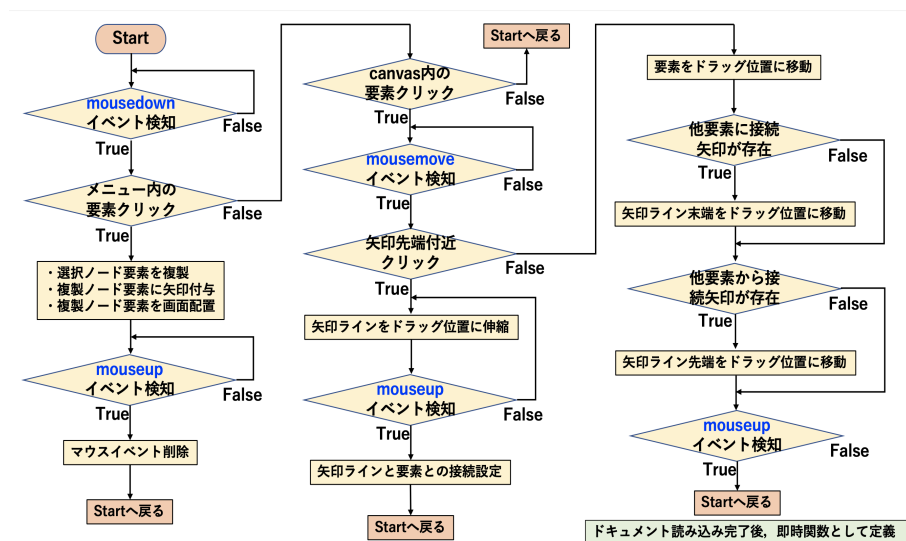 Start
mousedown
イベント検知
False
True
メニュー内の
要素クリック
False
True
・選択ノード要素を複製
・複製ノード要素に矢印付与
・複製ノード要素を画面配置
mouseup
イベント検知
False
True
マウスイベント削除
Startへ戻る
Startへ戻る
canvas内の
要素クリック
False
True
mousemove
イベント検知
False
True
矢印先端付近
クリック
False
True
矢印ラインをドラッグ位置に伸縮
mouseup
イベント検知
False
True
矢印ラインと要素との接続設定
Startへ戻る
要素をドラッグ位置に移動
他要素に接続
矢印が存在
False
True
矢印ライン末端をドラッグ位置に移動
他要素から接
続矢印が存在
False
True
矢印ライン先端をドラッグ位置に移動
mouseup
イベント検知
False
True
Startへ戻る
ドキュメント読み込み完了後，即時関数として定義